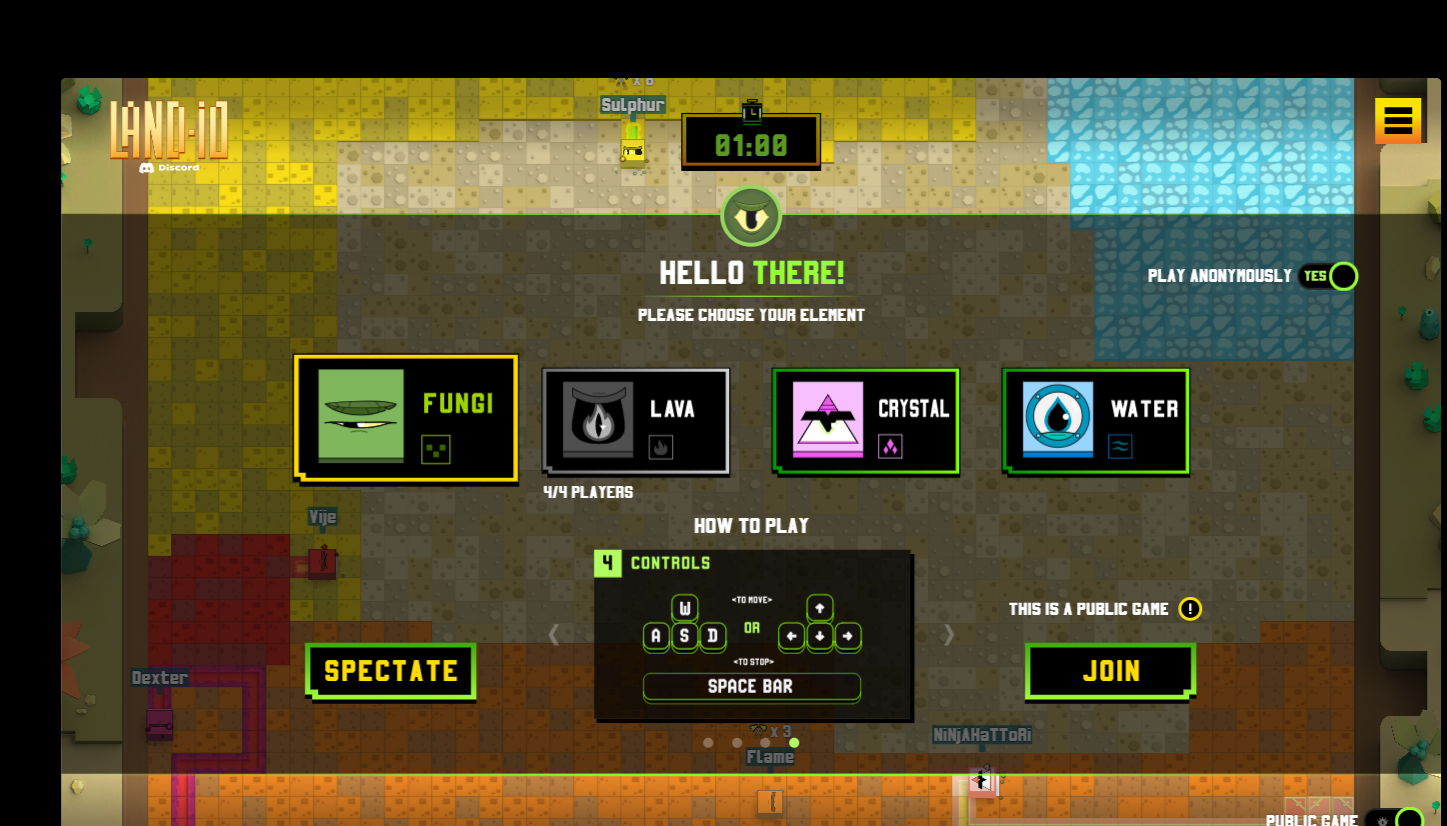 x 8
Sulphur
LAND·iO
Discord
01:00
HELLO THERE!
PLAY ANONYMOUSLY YES
PLEASE CHOOSE YOUR ELEMENT
FUNGI
LAVA
CRYSTAL
WATER
4/4 PLAYERS
Vije
HOW TO PLAY
4 CONTROLS
W
<TO MOVE>
A S D
OR
<TO STOP>
SPACE BAR
THIS IS A PUBLIC GAME !
SPECTATE
JOIN
Dexter
x 3
Flame
NiNjAHaTToRi
PUBLIC GAME